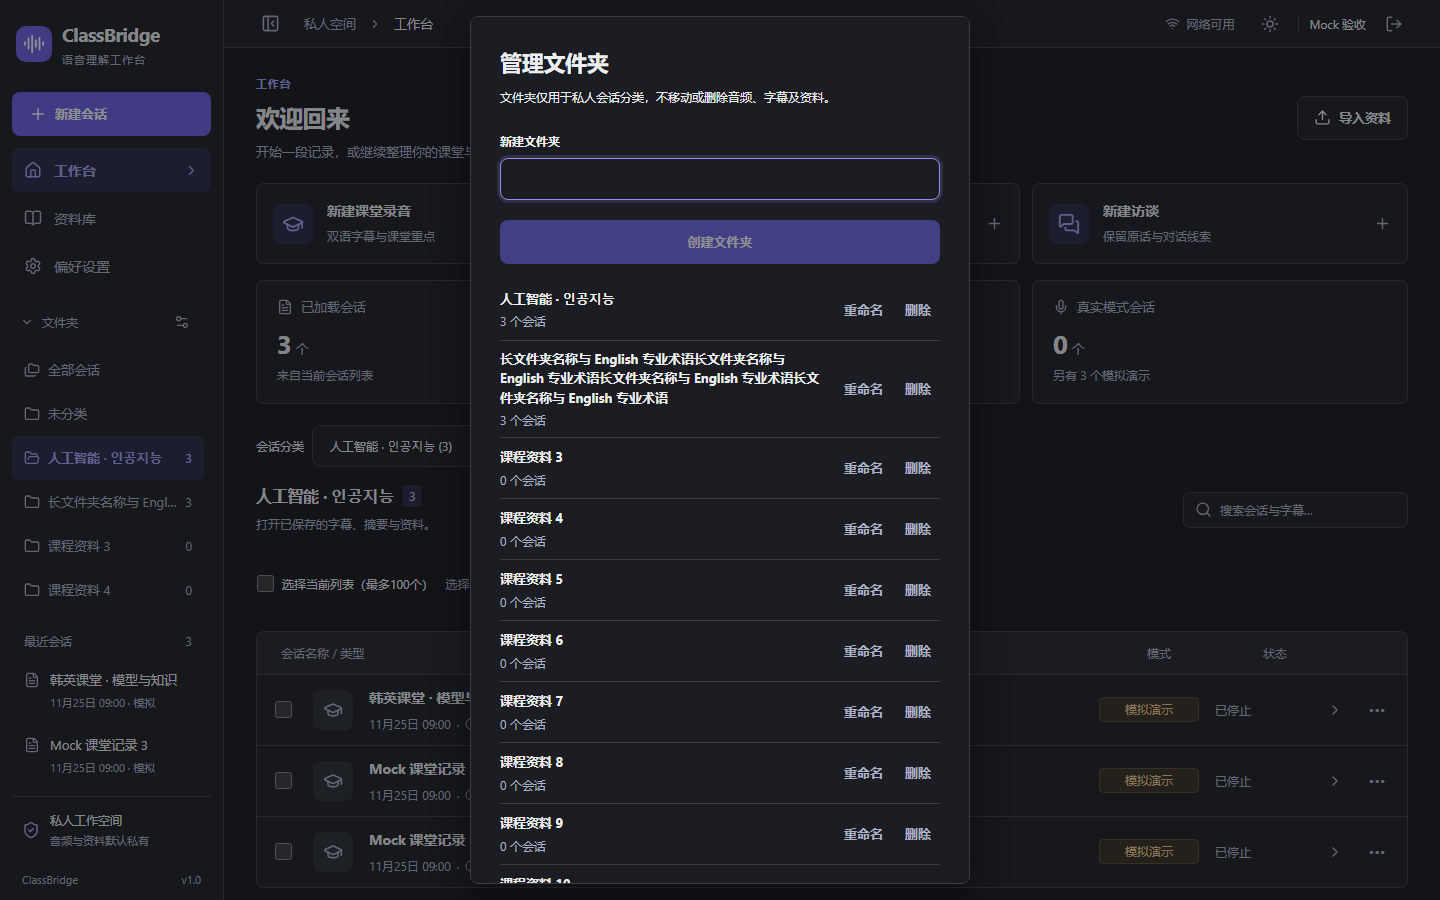 ClassBridge
语音理解工作台
新建会话
工作台
资料库
偏好设置
文件夹
全部会话
未分类
人工智能 · 인공지능 3
长文件夹名称与 Engl... 3
课程资料 3 0
课程资料 4 0
最近会话 3
韩英课堂 · 模型与知识
11月25日 09:00 · 模拟
Mock 课堂记录 3
11月25日 09:00 · 模拟
私人工作空间
音频与资料默认私有
ClassBridge v1.0
私人空间 工作台
网络可用 Mock 验收
工作台
欢迎回来
开始一段记录，或继续整理你的课堂与
导入资料
新建课堂录音
双语字幕与课堂重点
新建访谈
保留原话与对话线索
已加载会话
3 个
来自当前会话列表
真实模式会话
0 个
另有 3 个模拟演示
会话分类 人工智能 · 인공지능 (3)
人工智能 · 인공지능 3
打开已保存的字幕、摘要与资料。
搜索会话与字幕...
选择当前列表（最多100个） 选择
会话名称 / 类型 模式 状态
韩英课堂 · 模型与
11月25日 09:00 ·
模拟演示 已停止
Mock 课堂记录
11月25日 09:00 ·
模拟演示 已停止
Mock 课堂记录
11月25日 09:00 ·
模拟演示 已停止
管理文件夹
文件夹仅用于私人会话分类，不移动或删除音频、字幕及资料。
新建文件夹
创建文件夹
人工智能 · 인공지능
3 个会话
重命名 删除
长文件夹名称与 English 专业术语长文件夹名称与
English 专业术语长文件夹名称与 English 专业术语长文
件夹名称与 English 专业术语
3 个会话
重命名 删除
课程资料 3
0 个会话
重命名 删除
课程资料 4
0 个会话
重命名 删除
课程资料 5
0 个会话
重命名 删除
课程资料 6
0 个会话
重命名 删除
课程资料 7
0 个会话
重命名 删除
课程资料 8
0 个会话
重命名 删除
课程资料 9
0 个会话
重命名 删除
课程资料 10